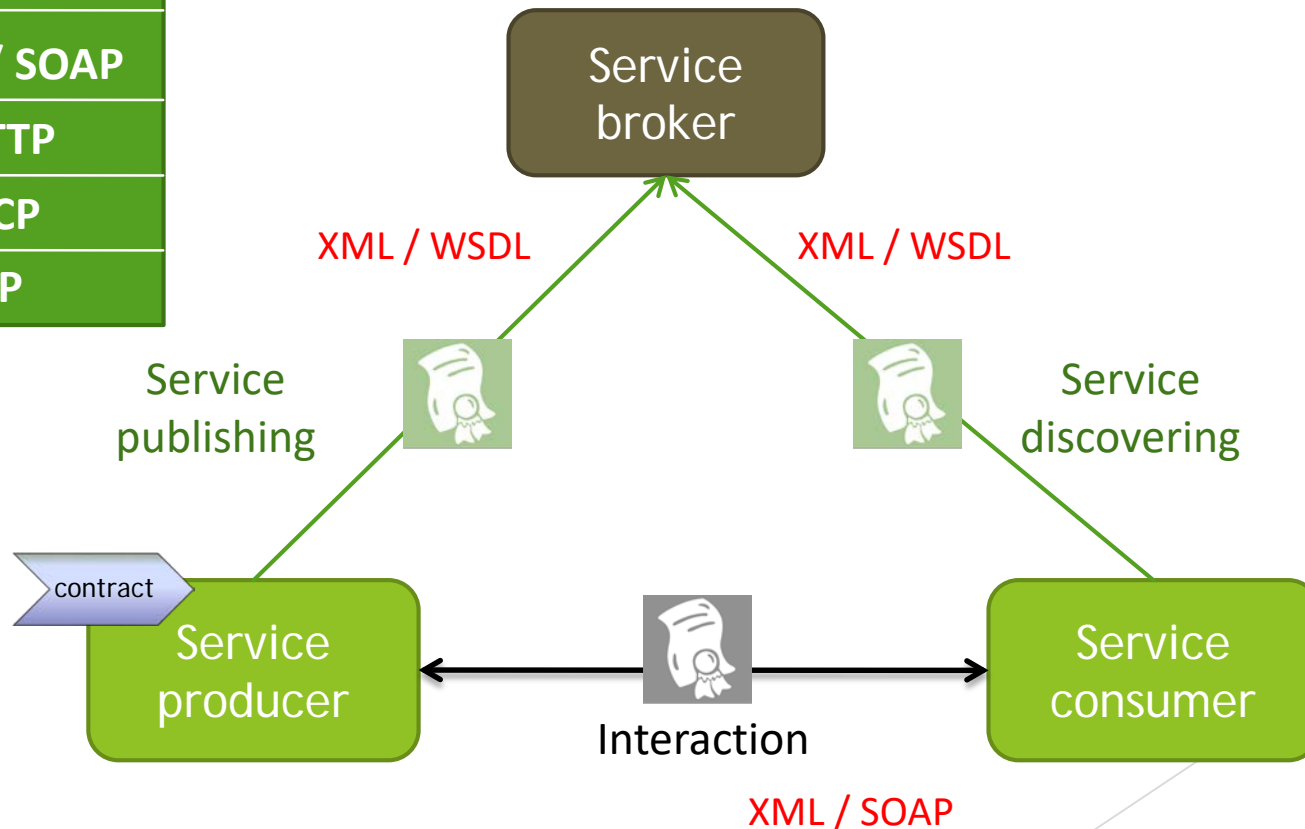 / SOAP
TTP
CP
P
Service
broker
XML / WSDL
XML / WSDL
Service
publishing
Service
discovering
contract
Service
producer
Service
consumer
Interaction
XML / SOAP